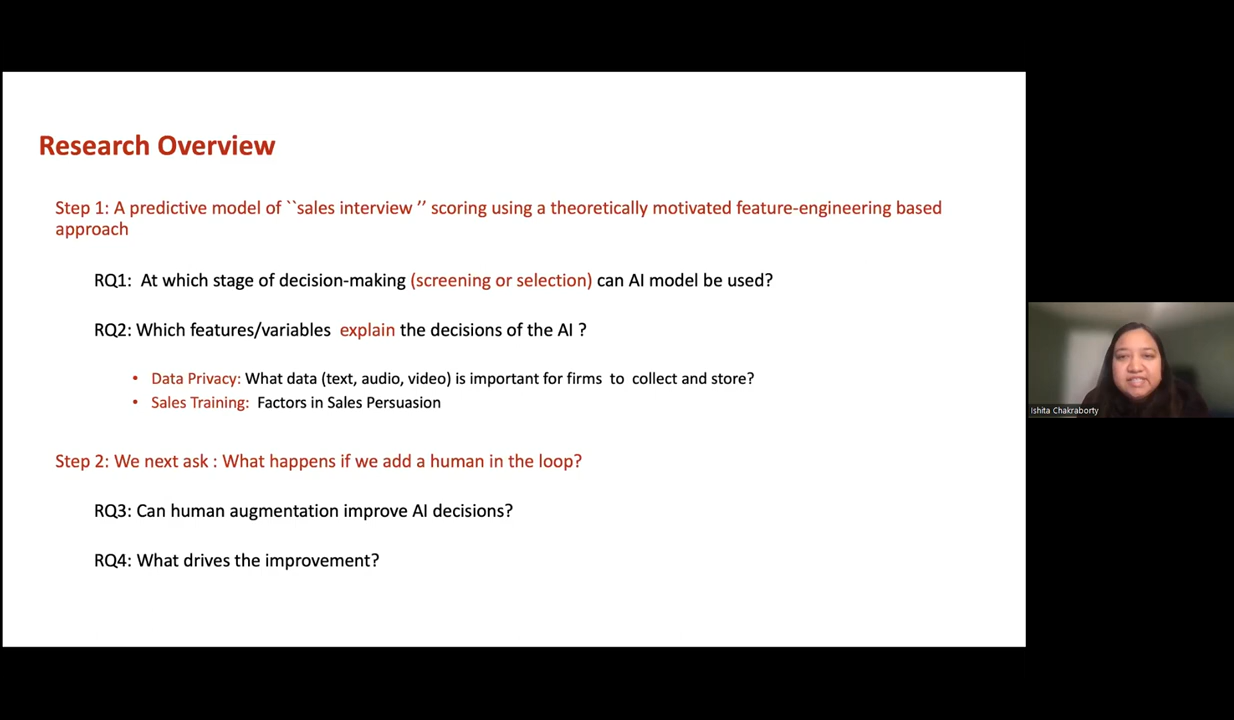 Research Overview
Step 1: A predictive model of ``sales interview ’’ scoring using a theoretically motivated feature-engineering based
approach
RQ1: At which stage of decision-making (screening or selection) can AI model be used?
RQ2: Which features/variables explain the decisions of the AI ?
• Data Privacy: What data (text, audio, video) is important for firms to collect and store?
• Sales Training: Factors in Sales Persuasion
Step 2: We next ask : What happens if we add a human in the loop?
RQ3: Can human augmentation improve AI decisions?
RQ4: What drives the improvement?
Ishita Chakraborty